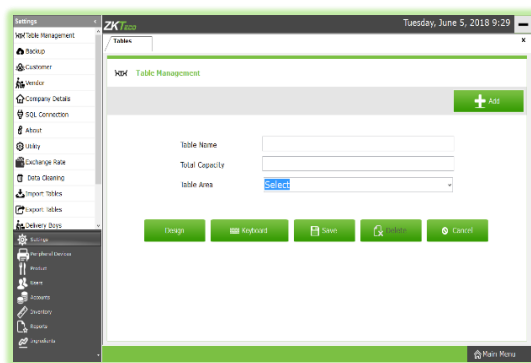 Settings
Table Management
Backup
Customer
Vendor
Company Details
SQL Connection
About
Utility
Exchange Rate
Data Cleaning
Import Tables
Export Tables
Delivery Boys
Settings
Peripheral Devices
Product
Users
Accounts
Inventory
Reports
Ingredients
ZKTeco
Tuesday, June 5, 2018 9:29
Tables
x
Table Management
Add
Table Name
Total Capacity
Table Area
Select
Design
Keyboard
Save
Delete
Cancel
Main Menu